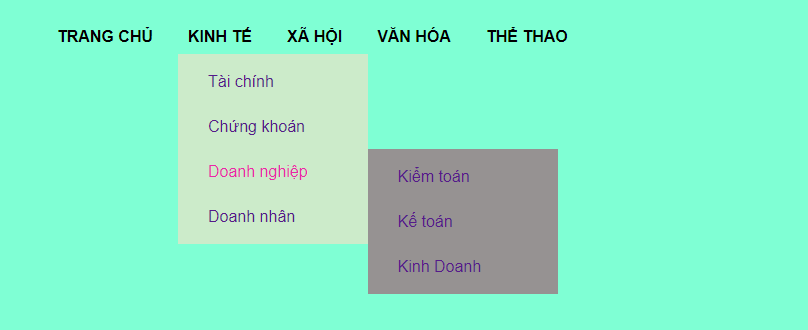 TRANG CHỦ KINH TẾ XÃ HỘI VĂN HÓA THỂ THAO
Tài chính
Chứng khoán
Doanh nghiệp
Doanh nhân
Kiểm toán
Kế toán
Kinh Doanh